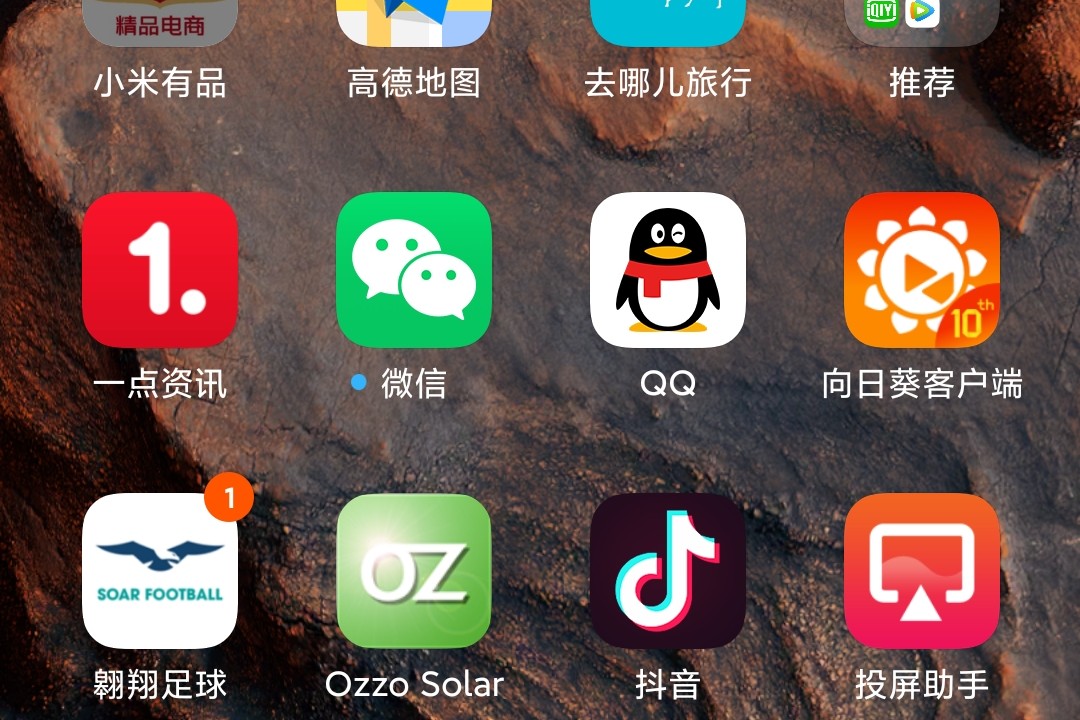 精品电商
iQIYI
小米有品
高德地图
去哪儿旅行
推荐
1.
10th
一点资讯
微信
QQ
向日葵客户端
1
SOAR FOOTBALL
OZ
翱翔足球
Ozzo Solar
抖音
投屏助手